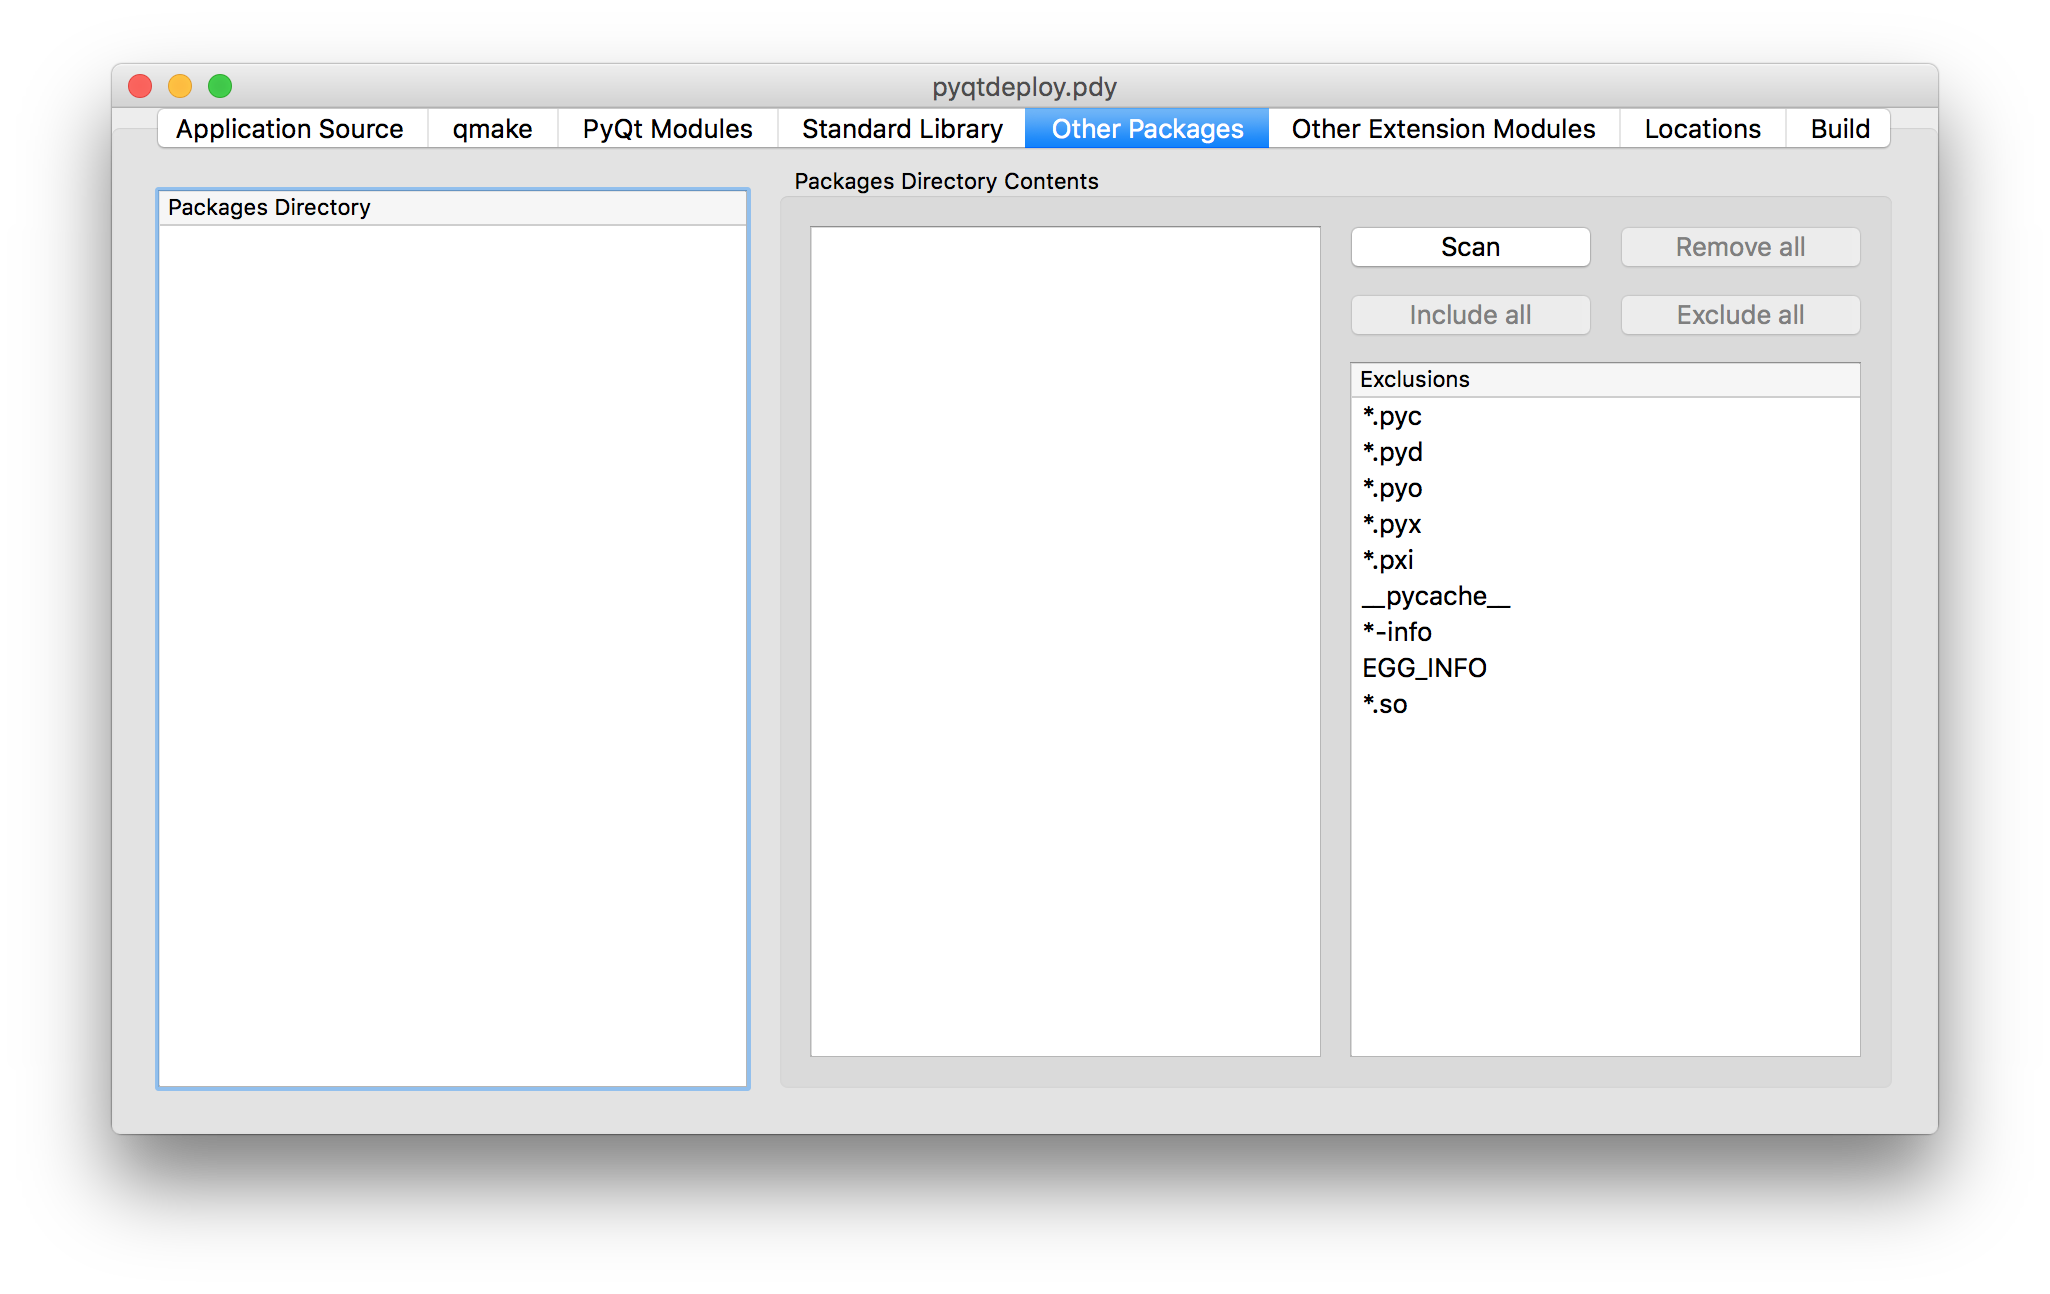 pyqtdeploy.pdy
Application Source qmake PyQt Modules Standard Library Other Packages Other Extension Modules Locations Build
Packages Directory
Packages Directory Contents
Scan Remove all
Include all Exclude all
Exclusions
*.pyc
*.pyd
*.pyo
*.pyx
*.pxi
__pycache__
*-info
EGG_INFO
*.so